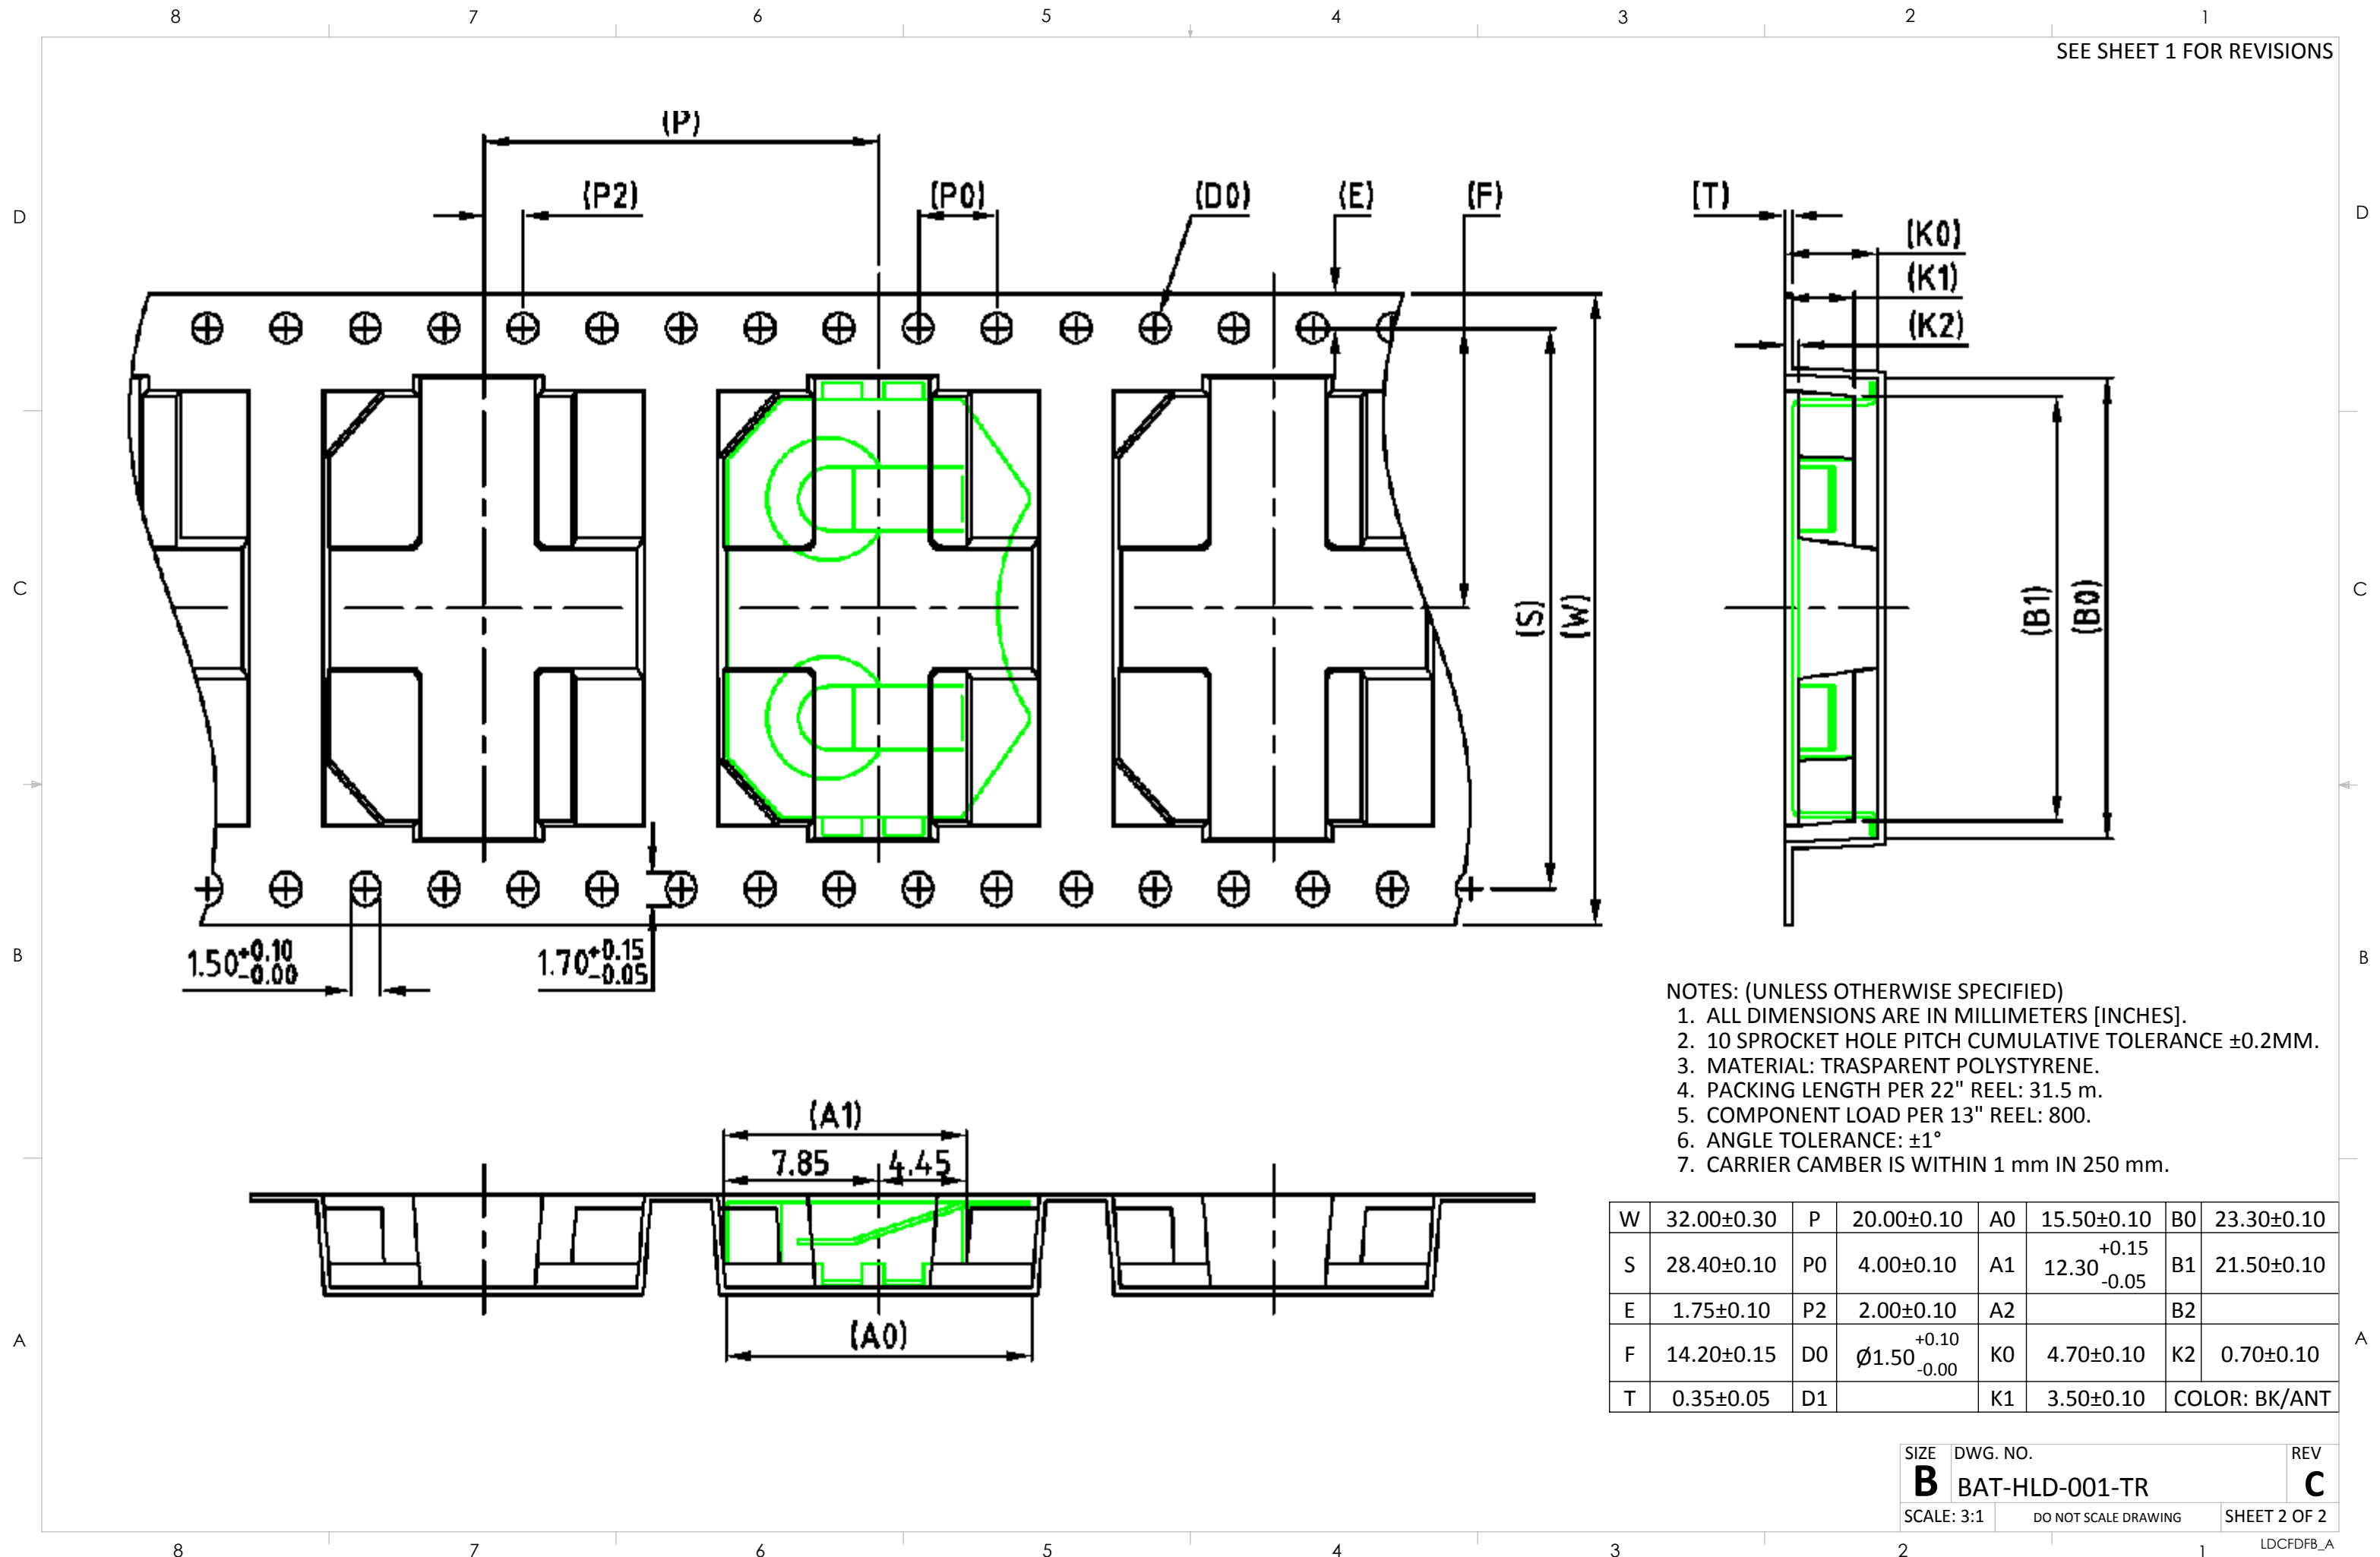 8 7 6 5 4 3 2 1
SEE SHEET 1 FOR REVISIONS
(P)
(P2) (P0) (D0) (E) (F) (T)
D D
(K0)
(K1)
(K2)
C C
(S) (W) (B1) (B0)
B B
1.50+0.10 -0.00
1.70+0.15 -0.05
NOTES: (UNLESS OTHERWISE SPECIFIED)
1. ALL DIMENSIONS ARE IN MILLIMETERS [INCHES].
2. 10 SPROCKET HOLE PITCH CUMULATIVE TOLERANCE ±0.2MM.
3. MATERIAL: TRASPARENT POLYSTYRENE.
4. PACKING LENGTH PER 22" REEL: 31.5 m.
5. COMPONENT LOAD PER 13" REEL: 800.
6. ANGLE TOLERANCE: ±1°
7. CARRIER CAMBER IS WITHIN 1 mm IN 250 mm.
(A1)
7.85 4.45
(A0)
A A
W 32.00±0.30 P 20.00±0.10 A0 15.50±0.10 B0 23.30±0.10
S 28.40±0.10 P0 4.00±0.10 A1 12.30 +0.15 -0.05 B1 21.50±0.10
E 1.75±0.10 P2 2.00±0.10 A2 B2
F 14.20±0.15 D0 Ø1.50 +0.10 -0.00 K0 4.70±0.10 K2 0.70±0.10
T 0.35±0.05 D1 K1 3.50±0.10 COLOR: BK/ANT
SIZE DWG. NO. REV
B BAT-HLD-001-TR C
SCALE: 3:1 DO NOT SCALE DRAWING SHEET 2 OF 2
8 7 6 5 4 3 2 1
LDCFDFB_A